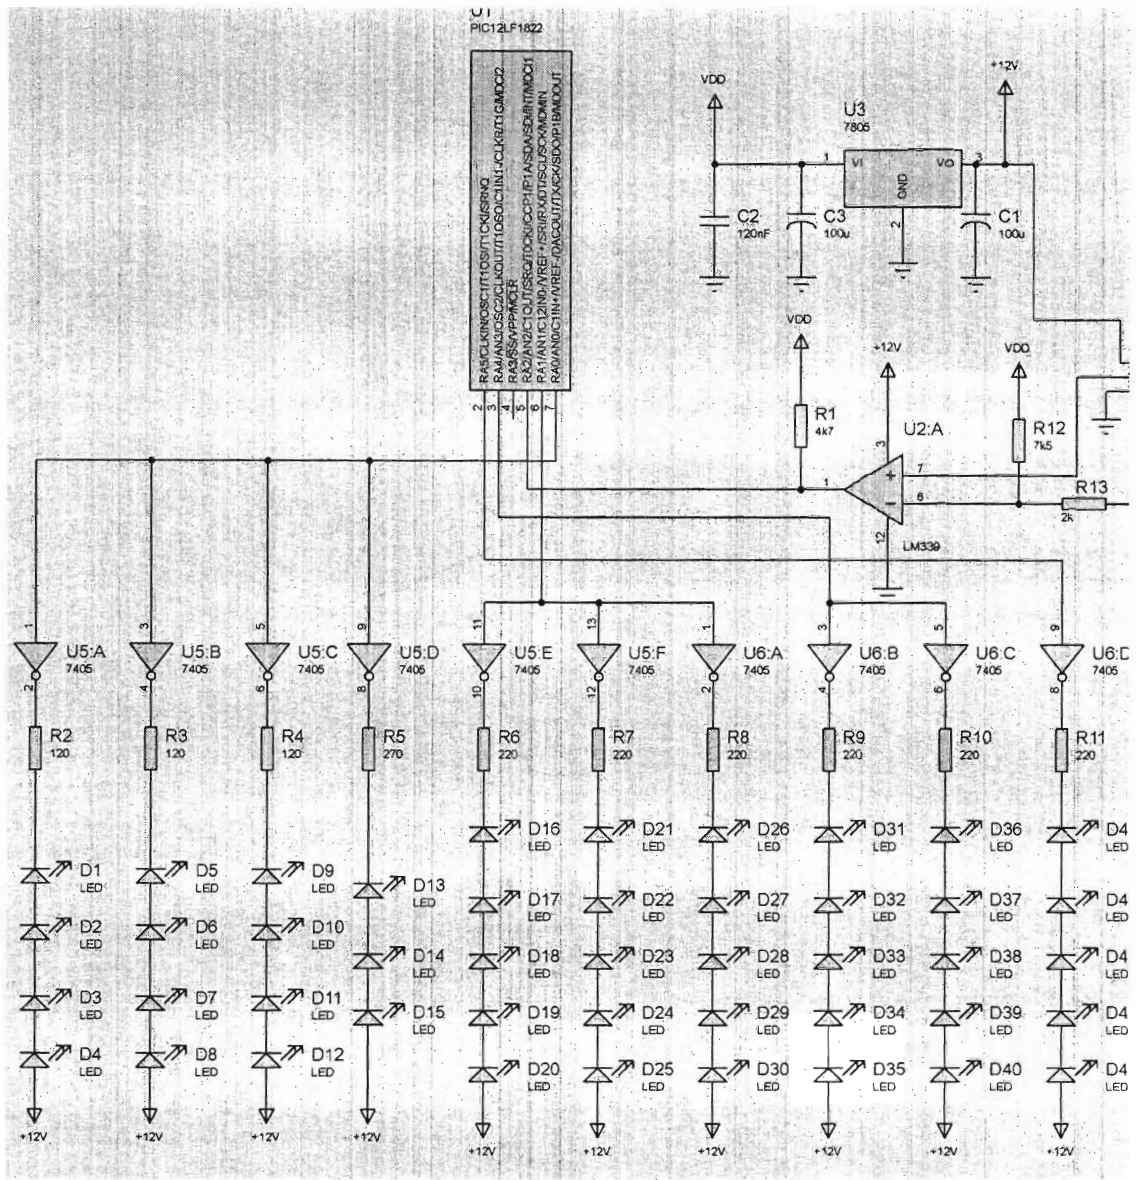 U1
PIC12LF1822
RA5/CLKIN/OSC1/T1OSI/T1CKI/SRNQ
RA4/AN3/OSC2/CLKOUT/T1OSO/C1IN1-/CLKR/T1G/MDCI2
RA3/SS/VPP/MCLR
RA2/AN2/C1OUT/SRQ/T0CKI/CCP1/P1A/SDA/SDI/INT/MDCI1
RA1/AN1/C12IN0-/VREF+/SRI/RX/DT/SCL/SCK/MDMIN
RA0/AN0/C1IN+/VREF-/DACOUT/TX/CK/SDO/P1B/MDOUT
2 3 4 5 6 7
VDD
+12V
U3
7805
1 VI VO 3
GND
2
C2
120nF
C3
100u
C1
100u
VDD
+12V
VDD
R1
4k7
R12
7k5
U2:A
3
7
1
6
12
LM339
R13
2k
1 3 5 9 11 13 1 3 5 9
U5:A U5:B U5:C U5:D U5:E U5:F U6:A U6:B U6:C
7405 7405 7405 7405 7405 7405 7405 7405 7405 7405
2 4 6 8 10 12 2 4 6 8
R2 R3 R4 R5 R6 R7 R8 R9 R10 R11
120 120 120 270 220 220 220 220 220 220
D16 D21 D26 D31 D36 D4
LED LED LED LED LED LED
D1 D5 D9
LED LED LED
D13
LED
D17 D22 D27 D32 D37 D4
LED LED LED LED LED LED
D2 D6 D10
LED LED LED
D14 D18 D23 D28 D33 D38 D4
LED LED LED LED LED LED LED
D3 D7 D11
LED LED LED
D15 D19 D24 D29 D34 D39 D4
LED LED LED LED LED LED LED
D4 D8 D12
LED LED LED
D20 D25 D30 D35 D40 D4
LED LED LED LED LED LED
+12V +12V +12V +12V
+12V +12V +12V +12V +12V +12V